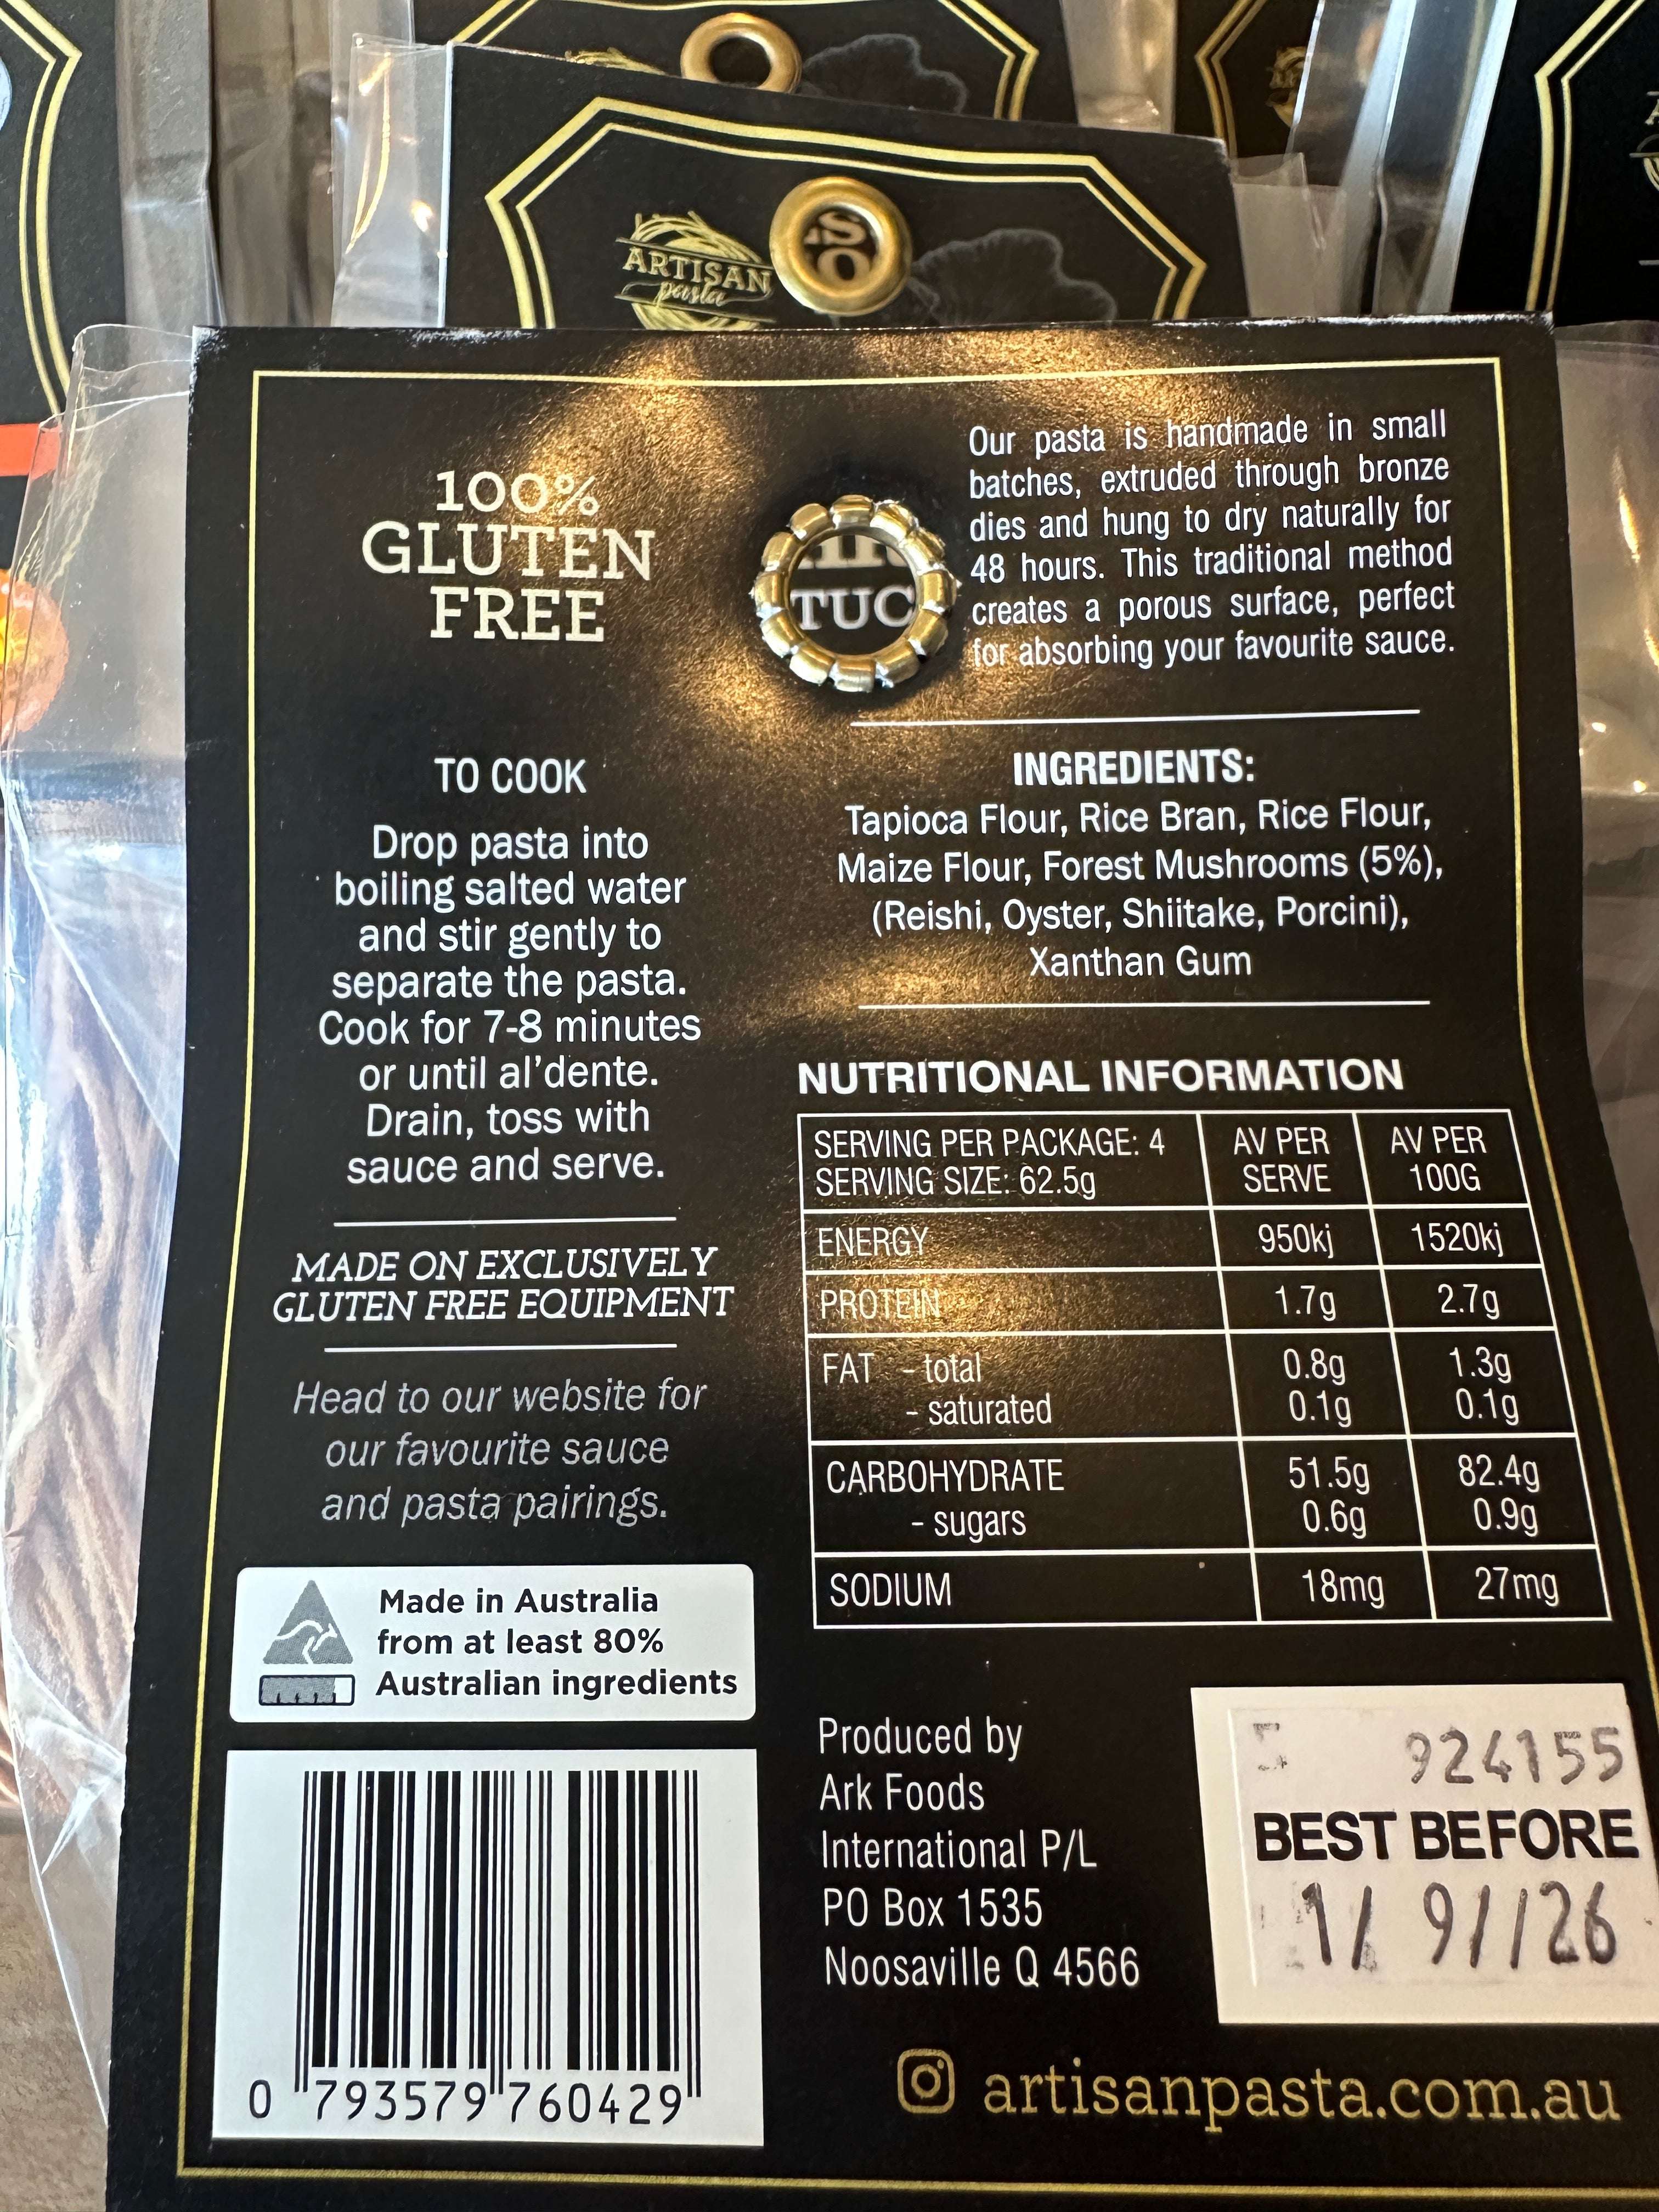 ARTISAN
pasta
100%
GLUTEN
FREE
TUC
Our pasta is handmade in small
batches, extruded through bronze
dies and hung to dry naturally for
48 hours. This traditional method
creates a porous surface, perfect
for absorbing your favourite sauce.
TO COOK
Drop pasta into
boiling salted water
and stir gently to
separate the pasta.
Cook for 7-8 minutes
or until al'dente.
Drain, toss with
sauce and serve.
MADE ON EXCLUSIVELY
GLUTEN FREE EQUIPMENT
Head to our website for
our favourite sauce
and pasta pairings.
Made in Australia
from at least 80%
Australian ingredients
0 793579 760429
INGREDIENTS:
Tapioca Flour, Rice Bran, Rice Flour,
Maize Flour, Forest Mushrooms (5%),
(Reishi, Oyster, Shiitake, Porcini),
Xanthan Gum
NUTRITIONAL INFORMATION
SERVING PER PACKAGE: 4
SERVING SIZE: 62.5g
AV PER
SERVE
AV PER
100G
ENERGY 950kj 1520kj
PROTEIN 1.7g 2.7g
FAT - total 0.8g 1.3g
- saturated 0.1g 0.1g
CARBOHYDRATE 51.5g 82.4g
- sugars 0.6g 0.9g
SODIUM 18mg 27mg
Produced by
Ark Foods
International P/L
PO Box 1535
Noosaville Q 4566
924155
BEST BEFORE
1/ 9//26
artisanpasta.com.au